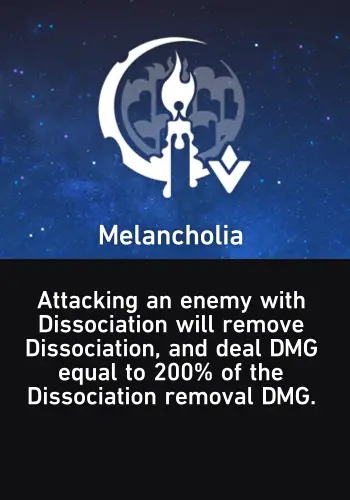 Melancholia
Attacking an enemy with
Dissociation will remove
Dissociation, and deal DMG
equal to 200% of the
Dissociation removal DMG.